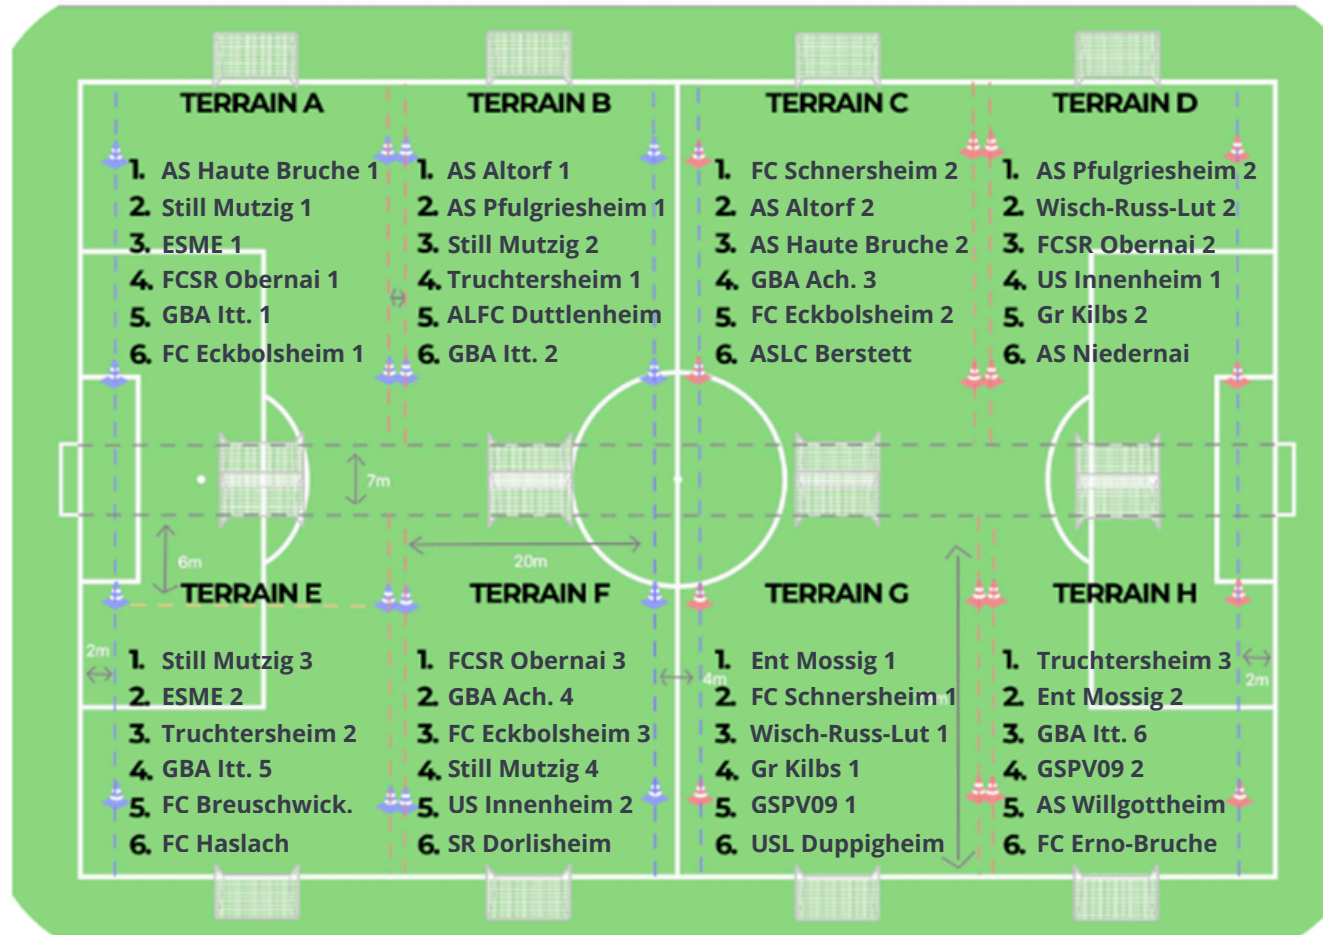 TERRAIN A
1. AS Haute Bruche 1
2. Still Mutzig 1
3. ESME 1
4. FCSR Obernai 1
5. GBA Itt. 1
6. FC Eckbolsheim 1
TERRAIN B
1. AS Altorf 1
2. AS Pfulgriesheim 1
3. Still Mutzig 2
4. Truchtersheim 1
5. ALFC Duttlenheim
6. GBA Itt. 2
TERRAIN C
1. FC Schnersheim 2
2. AS Altorf 2
3. AS Haute Bruche 2
4. GBA Ach. 3
5. FC Eckbolsheim 2
6. ASLC Berstett
TERRAIN D
1. AS Pfulgriesheim 2
2. Wisch-Russ-Lut 2
3. FCSR Obernai 2
4. US Innenheim 1
5. Gr Kilbs 2
6. AS Niedernai
7m
6m
20m
TERRAIN E
2m
1. Still Mutzig 3
2. ESME 2
3. Truchtersheim 2
4. GBA Itt. 5
5. FC Breuschwick.
6. FC Haslach
TERRAIN F
1. FCSR Obernai 3
2. GBA Ach. 4
3. FC Eckbolsheim 3
4. Still Mutzig 4
5. US Innenheim 2
6. SR Dorlisheim
4m
TERRAIN G
1. Ent Mossig 1
2. FC Schnersheim 1
3. Wisch-Russ-Lut 1
4. Gr Kilbs 1
5. GSPV09 1
6. USL Duppigheim
TERRAIN H
1. Truchtersheim 3
2. Ent Mossig 2
3. GBA Itt. 6
4. GSPV09 2
5. AS Willgottheim
6. FC Erno-Bruche
2m